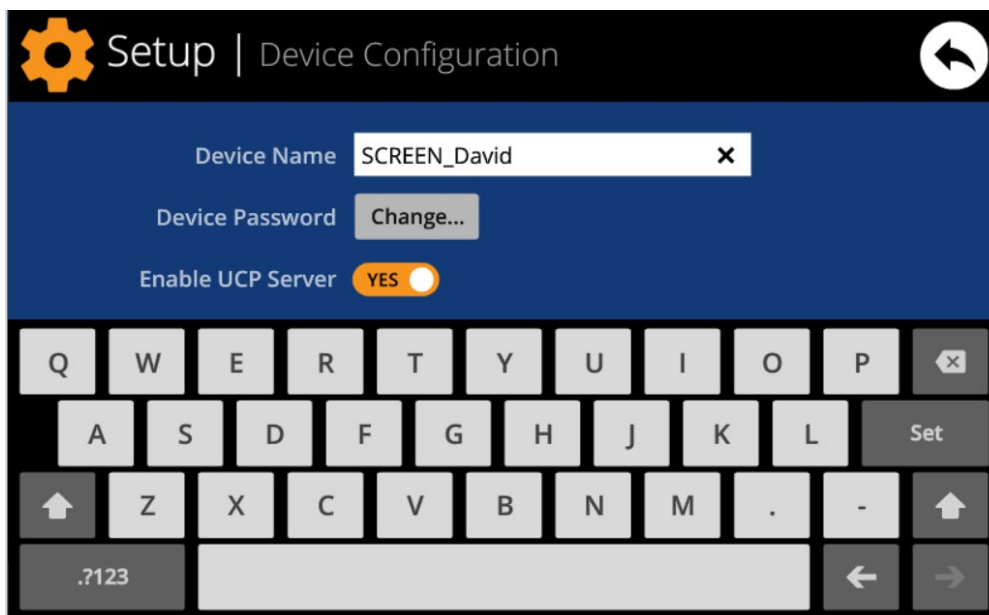 Setup | Device Configuration
Device Name SCREEN_David
Device Password Change...
Enable UCP Server YES
Q W E R T Y U I O P
A S D F G H J K L Set
Z X C V B N M . -
.?123